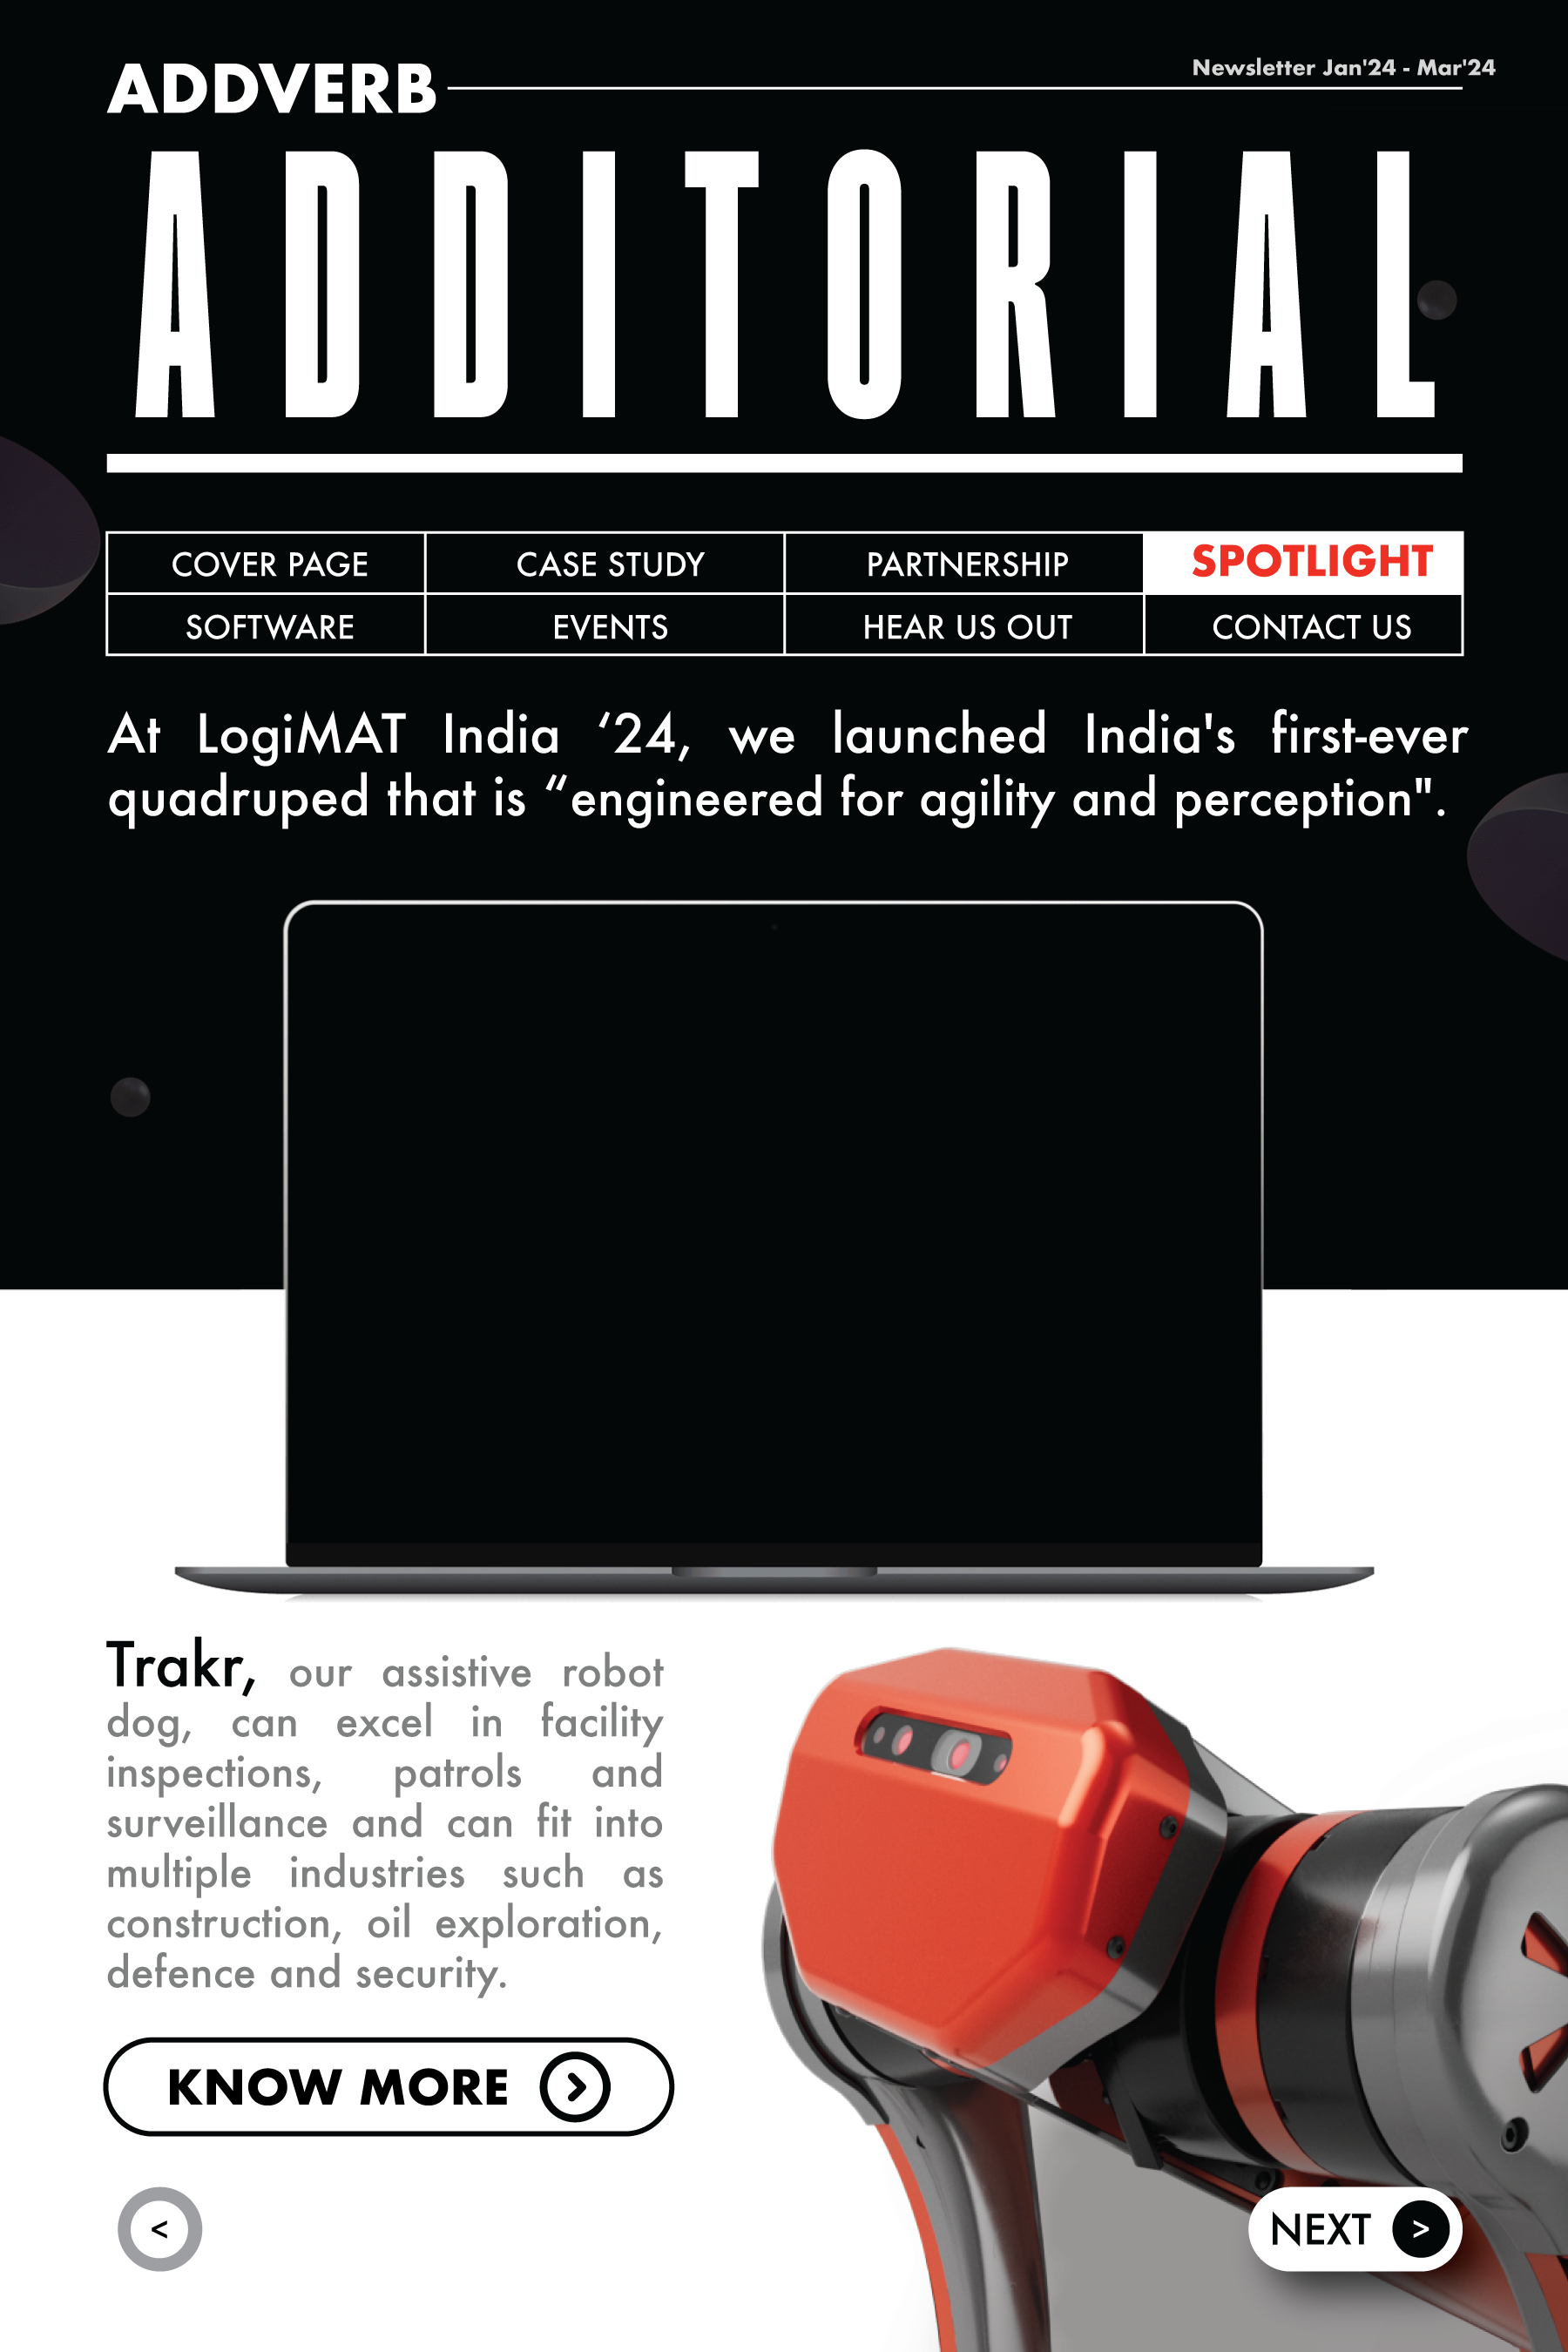 ADDVERB
Newsletter Jan'24 - Mar'24
ADDITORIAL
COVER PAGE CASE STUDY PARTNERSHIP SPOTLIGHT
SOFTWARE EVENTS HEAR US OUT CONTACT US
At LogiMAT India ‘24, we launched India's first-ever
quadruped that is “engineered for agility and perception".
Trakr, our assistive robot
dog, can excel in facility
inspections, patrols and
surveillance and can fit into
multiple industries such as
construction, oil exploration,
defence and security.
KNOW MORE >
<
NEXT >